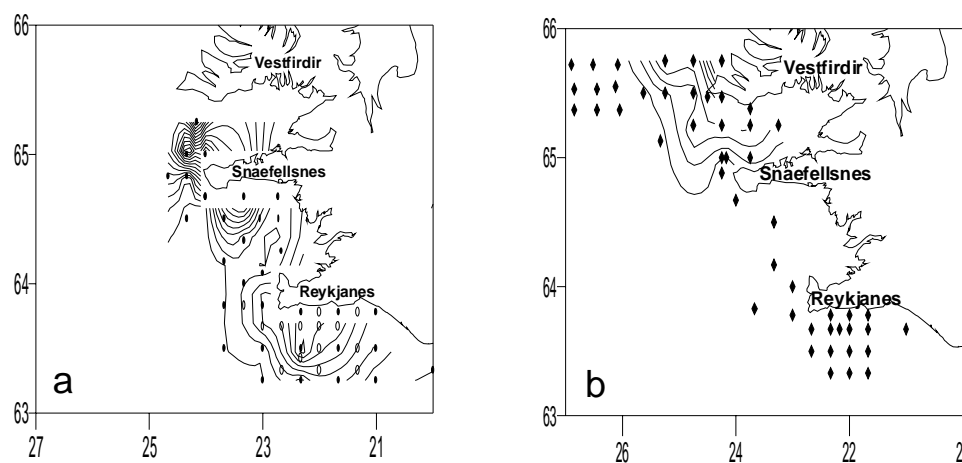 66
Vestfirdir
65
Snaefellsnes
64
Reykjanes
a
63
27
25
23
21
66
Vestfirdir
65
Snaefellsnes
64
Reykjanes
b
63
26
24
22